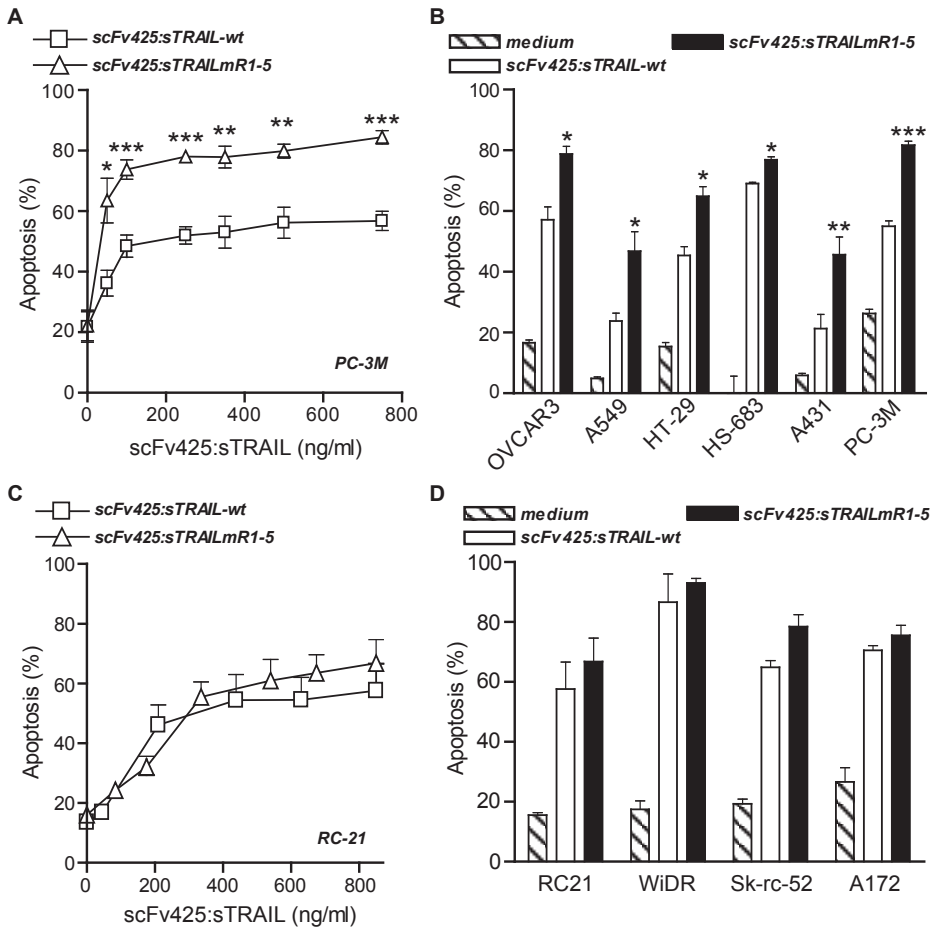 A
scFv425:sTRAIL-wt
scFv425:sTRAILmR1-5
100
80
60
40
20
0
Apoptosis (%)
* *** *** ** ** ***
PC-3M
0 200 400 600 800
scFv425:sTRAIL (ng/ml)
B
medium
scFv425:sTRAILmR1-5
scFv425:sTRAIL-wt
100
80
60
40
20
0
Apoptosis (%)
* * * * ** ***
OVCAR3 A549 HT-29 HS-683 A431 PC-3M
C
scFv425:sTRAIL-wt
scFv425:sTRAILmR1-5
100
80
60
40
20
0
Apoptosis (%)
RC-21
0 200 400 600 800
scFv425:sTRAIL (ng/ml)
D
medium
scFv425:sTRAILmR1-5
scFv425:sTRAIL-wt
100
80
60
40
20
0
Apoptosis (%)
RC21 WiDR Sk-rc-52 A172